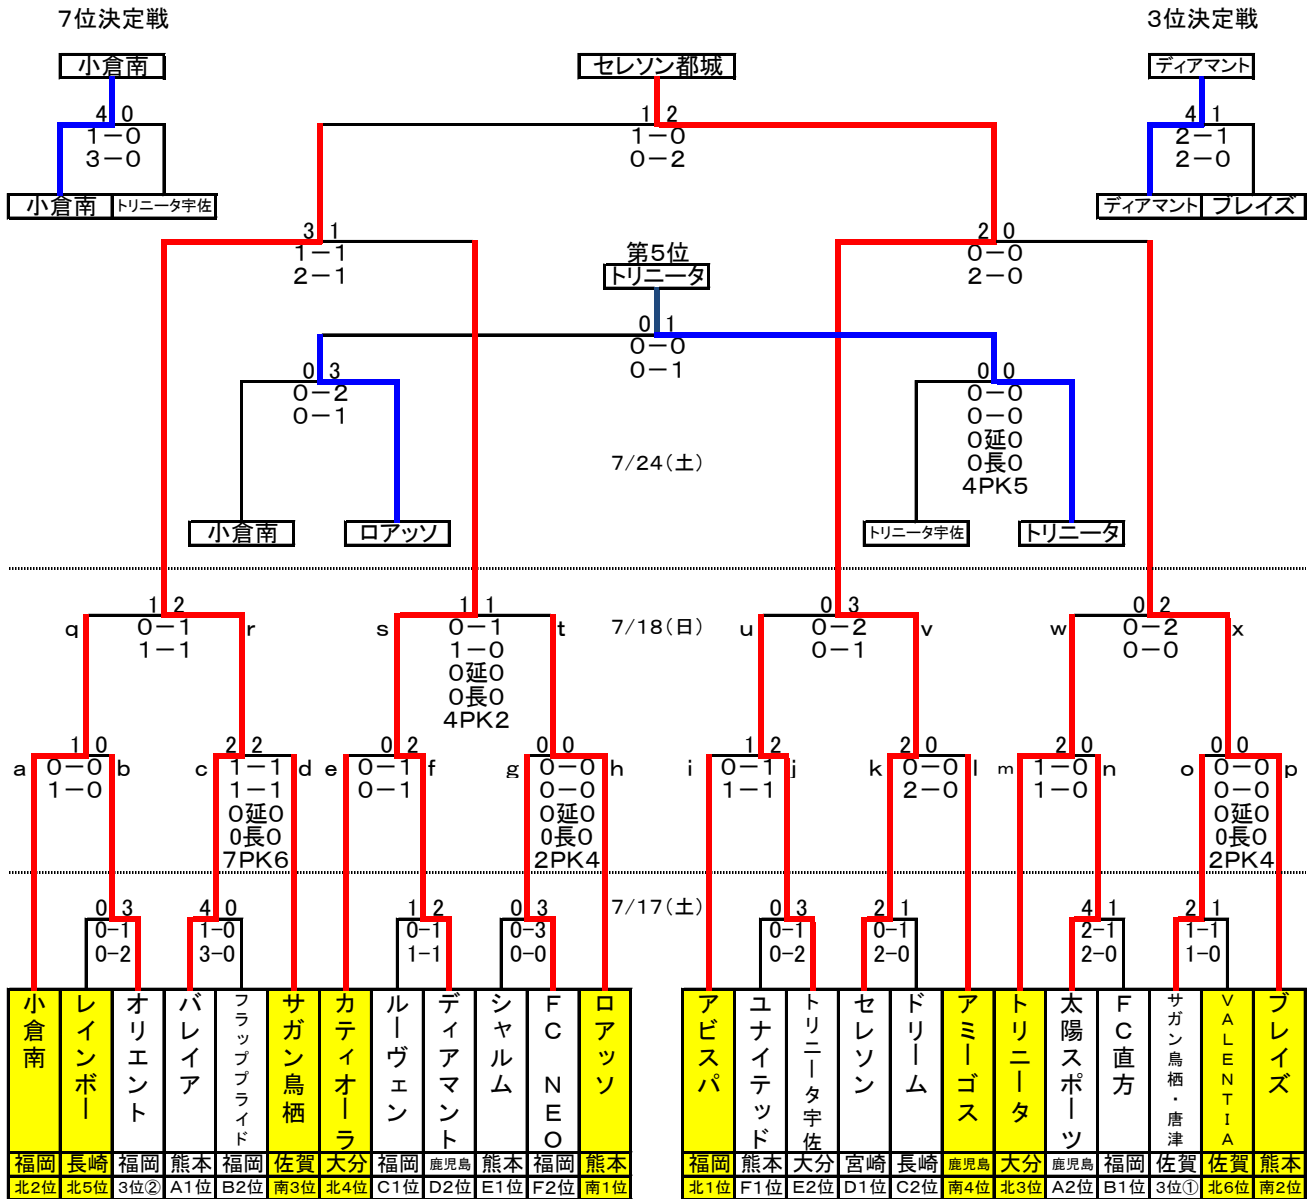 7位決定戦
3位決定戦
小倉南
セレソン都城
ディアマント
4 0
1 2
4 1
1－0
1－0
2－1
3－0
0－2
2－0
小倉南 トリニータ宇佐
ディアマント ブレイズ
3 1
2 0
1－1
第5位
0－0
2－1
トリニータ
2－0
0 1
0－0
0－1
0 3
0 0
0－2
0－0
0－1
0－0
0延0
7/24(土)
0長0
4PK5
小倉南 ロアッソ
トリニータ宇佐 トリニータ
1 2
1 1
0 3
0 2
q 0－1 r
s 0－1 t
7/18(日)
u 0－2 v
w 0－2 x
1－1
1－0
0－1
0－0
0延0
0長0
4PK2
1 0
2 2
0 2
0 0
1 2
2 0
2 0
0 0
a 0－0 b
c 1－1 d
e 0－1 f
g 0－0 h
i 0－1 j
k 0－0 l
m 1－0 n
o 0－0 p
1－0
1－1
0－1
0－0
1－1
2－0
1－0
0－0
0延0
0延0
0延0
0長0
0長0
0長0
7PK6
2PK4
2PK4
0 3
4 0
1 2
0 3
7/17(土)
0 3
2 1
4 1
2 1
0-1
1-0
0-1
0-3
0-1
0-1
2-1
1-1
0-2
3-0
1-1
0-0
0-2
2-0
2-0
1-0
小倉南
レインボー
オリエント
バレイア
フラッププライド
サガン鳥栖
カティオーラ
ルーヴェン
ディアマント
シャルム
FC NEO
ロアッソ
アビスパ
ユナイテッド
トリニータ宇佐
セレソン
ドリーム
アミーゴス
トリニータ
太陽スポーツ
FC直方
サガン鳥栖・唐津
VALENTIA
ブレイズ
福岡 長崎 福岡 熊本 福岡 佐賀 大分 福岡 鹿児島 熊本 福岡 熊本
福岡 熊本 大分 宮崎 長崎 鹿児島 大分 鹿児島 福岡 佐賀 佐賀 熊本
北2位 北5位 3位② A1位 B2位 南3位 北4位 C1位 D2位 E1位 F2位 南1位
北1位 F1位 E2位 D1位 C2位 南4位 北3位 A2位 B1位 3位① 北6位 南2位